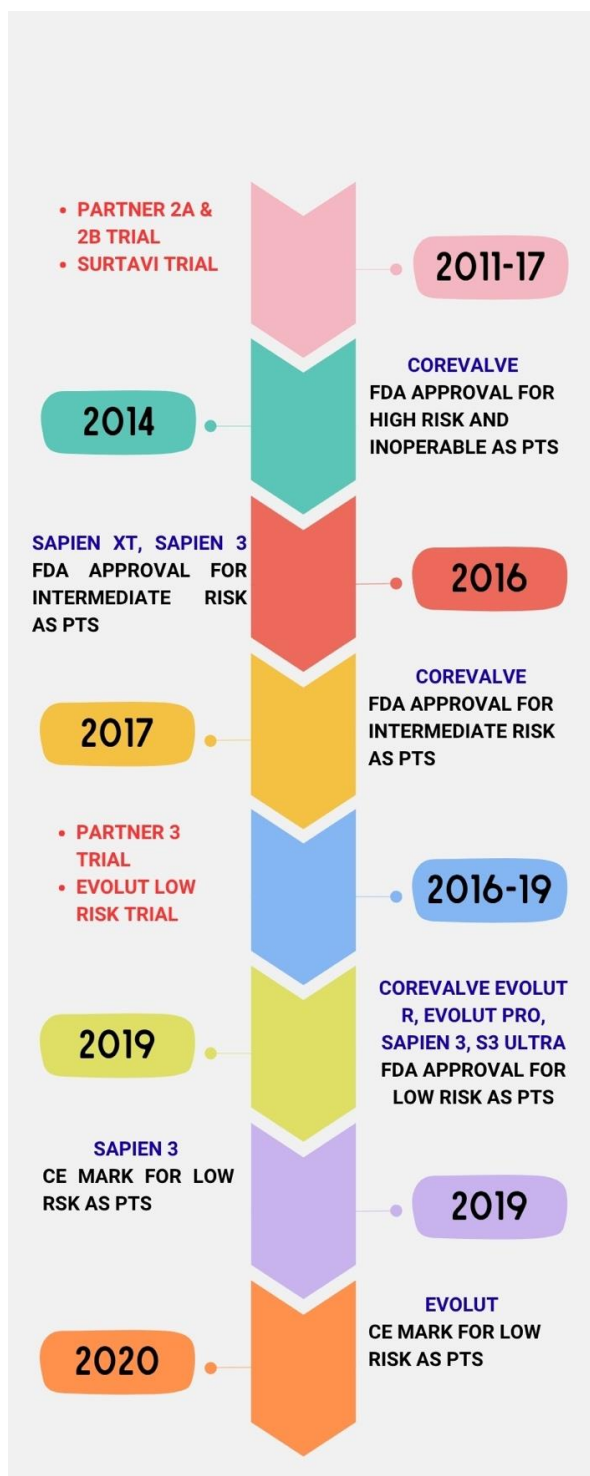 • PARTNER 2A &
2B TRIAL
• SURTAVI TRIAL
2011-17
2014
COREVALVE
FDA APPROVAL FOR
HIGH RISK AND
INOPERABLE AS PTS
SAPIEN XT, SAPIEN 3
FDA APPROVAL FOR
INTERMEDIATE RISK
AS PTS
2016
2017
COREVALVE
FDA APPROVAL FOR
INTERMEDIATE RISK
AS PTS
• PARTNER 3
TRIAL
• EVOLUT LOW
RISK TRIAL
2016-19
2019
COREVALVE EVOLUT
R, EVOLUT PRO,
SAPIEN 3, S3 ULTRA
FDA APPROVAL FOR
LOW RISK AS PTS
SAPIEN 3
CE MARK FOR LOW
RSK AS PTS
2019
2020
EVOLUT
CE MARK FOR LOW
RISK AS PTS